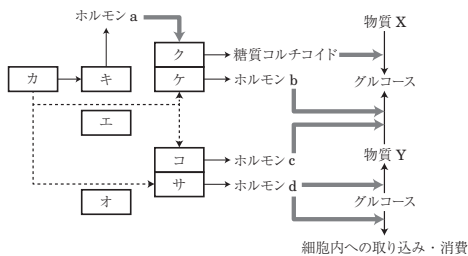 ホルモン a
物質 X
ク
糖質コルチコイド
カ
キ
ケ
ホルモン b
グルコース
エ
コ
ホルモン c
物質 Y
サ
ホルモン d
グルコース
オ
細胞内への取り込み・消費